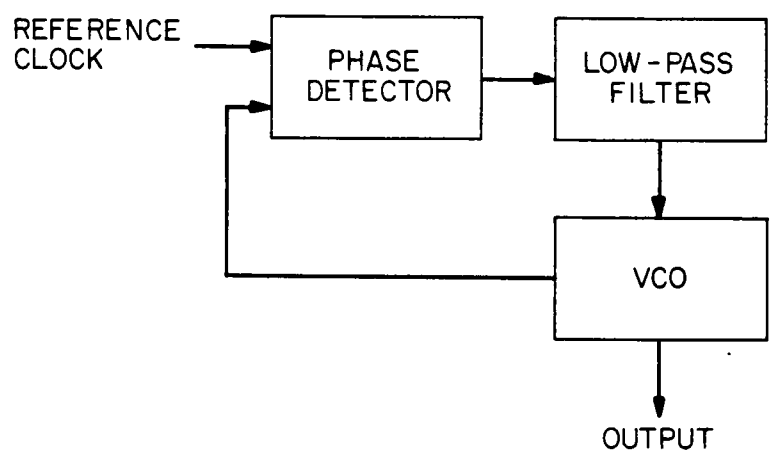 REFERENCE
CLOCK
PHASE
DETECTOR
LOW-PASS
FILTER
VCO
OUTPUT